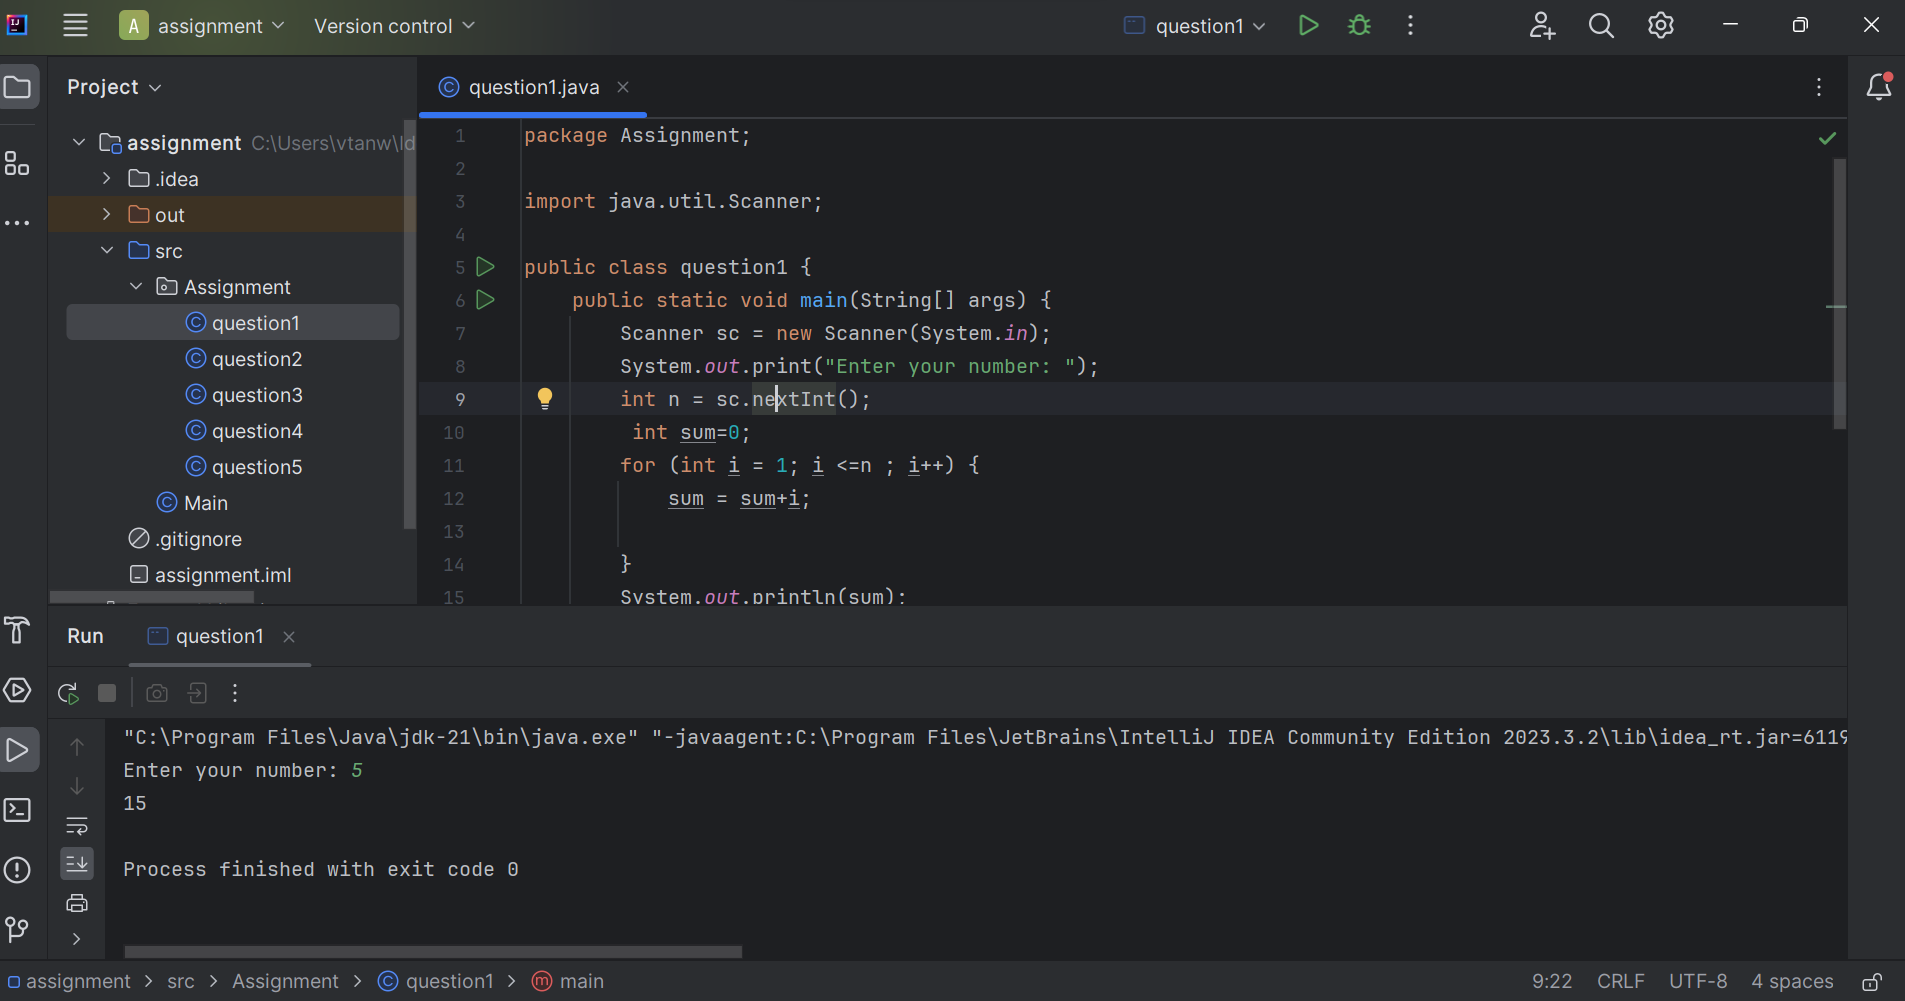 A assignment Version control question1
Project
question1.java
assignment C:\Users\vtanw\Id
.idea
out
src
Assignment
question1
question2
question3
question4
question5
Main
.gitignore
assignment.iml
1 package Assignment;
2
3 import java.util.Scanner;
4
5 public class question1 {
6 public static void main(String[] args) {
7 Scanner sc = new Scanner(System.in);
8 System.out.print("Enter your number: ");
9 int n = sc.nextInt();
10 int sum=0;
11 for (int i = 1; i <=n ; i++) {
12 sum = sum+i;
13
14 }
15 System.out.println(sum);
Run question1
"C:\Program Files\Java\jdk-21\bin\java.exe" "-javaagent:C:\Program Files\JetBrains\IntelliJ IDEA Community Edition 2023.3.2\lib\idea_rt.jar=6119
Enter your number: 5
15
Process finished with exit code 0
assignment > src > Assignment > question1 > main 9:22 CRLF UTF-8 4 spaces